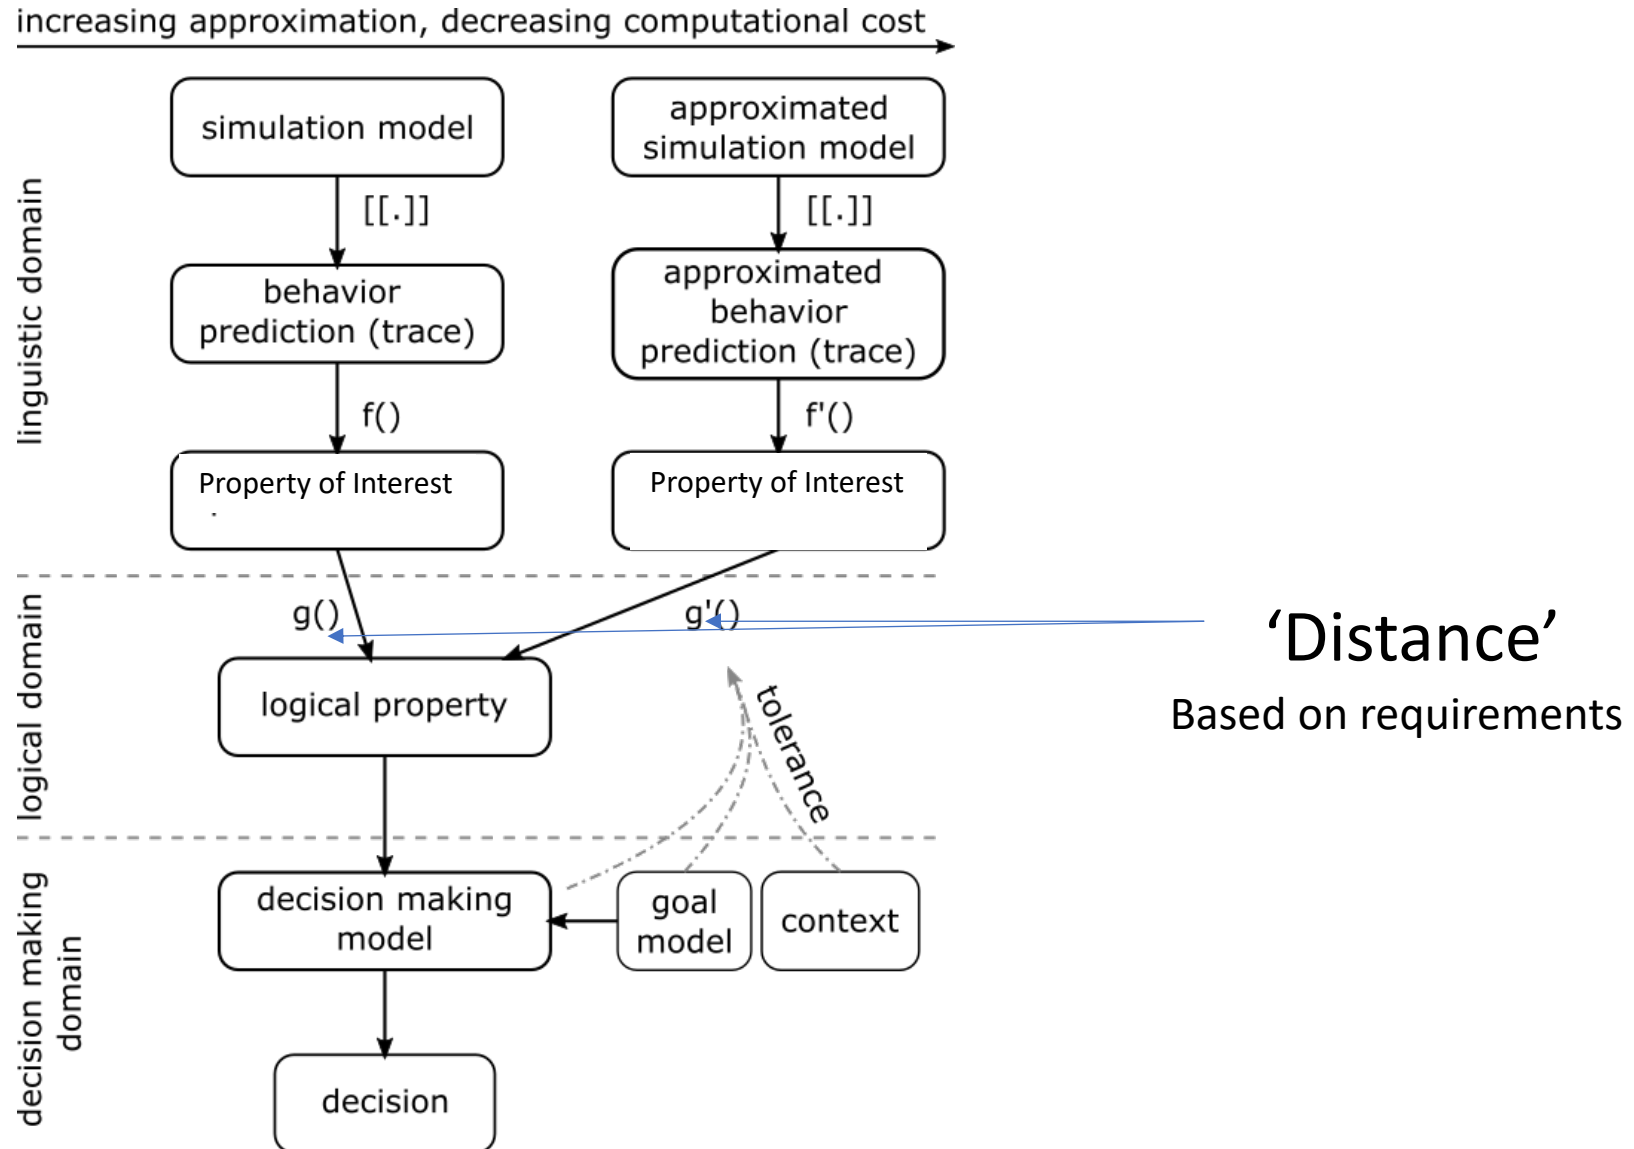 increasing approximation, decreasing computational cost
simulation model
approximated
simulation model
[[.]]
[[.]]
linguistic domain
behavior
prediction (trace)
approximated
behavior
prediction (trace)
f()
f'()
Property of Interest
Property of Interest
g()
g'()
‘Distance’
Based on requirements
logical domain
logical property
tolerance
decision making
domain
decision making
model
goal
model
context
decision